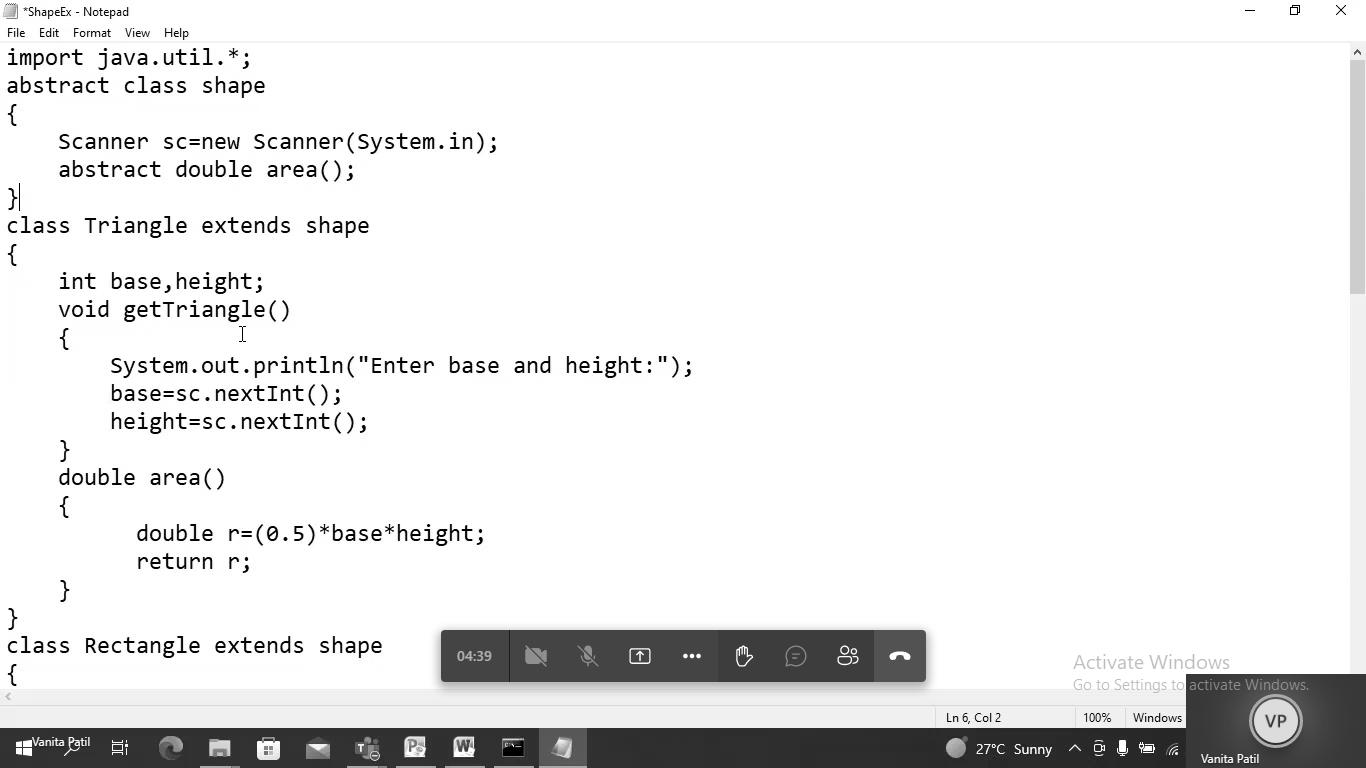 *ShapeEx - Notepad
File Edit Format View Help
import java.util.*;
abstract class shape
{
    Scanner sc=new Scanner(System.in);
    abstract double area();
}
class Triangle extends shape
{
    int base,height;
    void getTriangle()
    {
        System.out.println("Enter base and height:");
        base=sc.nextInt();
        height=sc.nextInt();
    }
    double area()
    {
          double r=(0.5)*base*height;
          return r;
    }
}
class Rectangle extends shape
{
04:39
Activate Windows
Go to Settings to activate Windows.
Ln 6, Col 2 100% Windows
VP
Vanita Patil
Vanita Patil
27°C Sunny